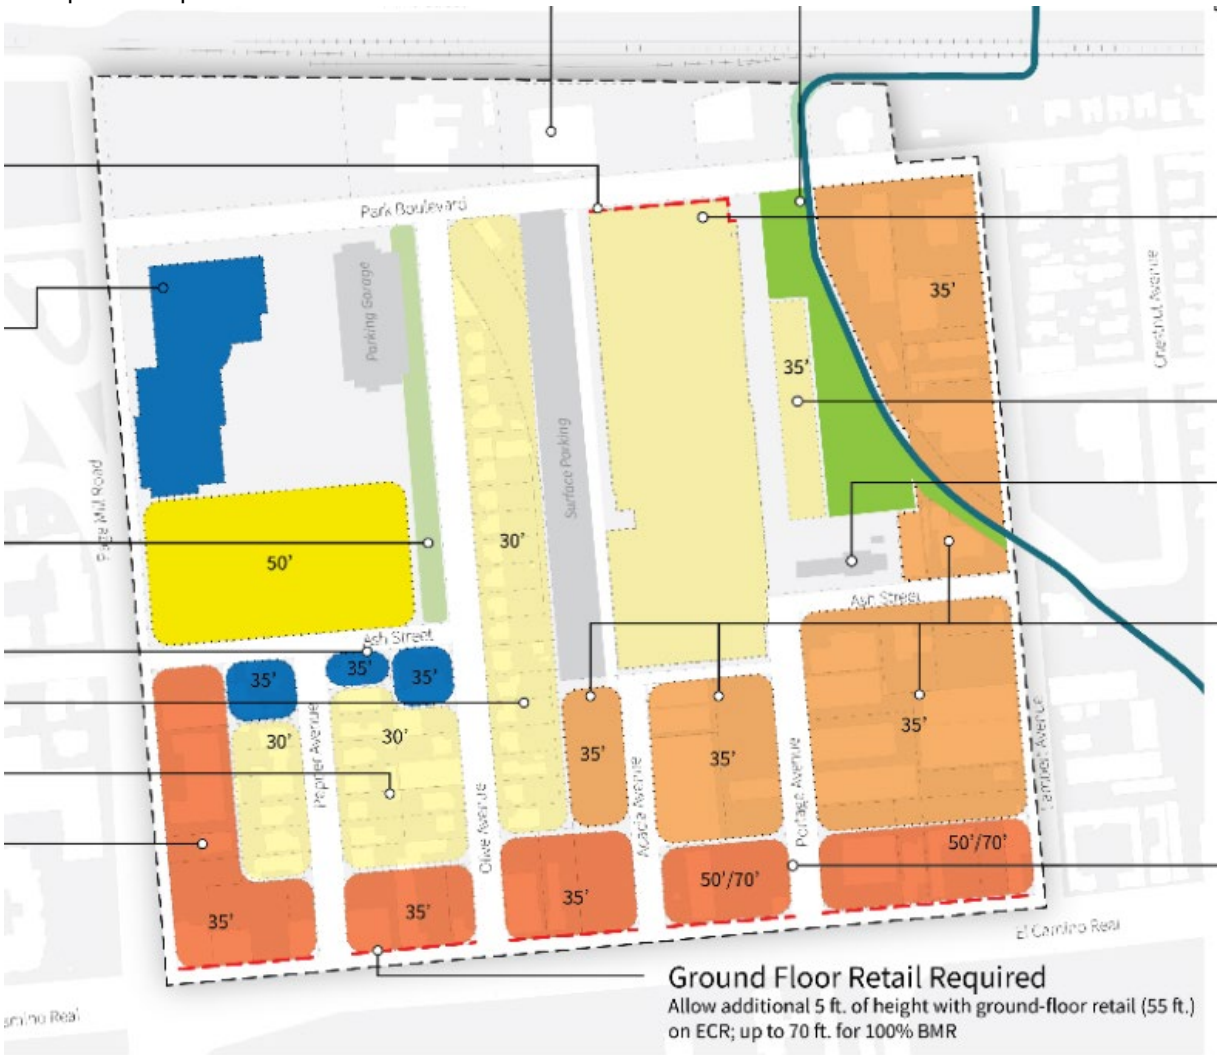 Park Boulevard
Parking Garage
Chestnut Avenue
35'
35'
Surface Parking
Page Mill Road
30'
50'
Ash Street
Ash Street
35'
35'
35'
30'
30'
Pepper Avenue
35'
35'
35'
Olive Avenue
Acacia Avenue
Portage Avenue
Lambert Avenue
50'/70'
50'/70'
35'
35'
35'
El Camino Real
Ground Floor Retail Required
Allow additional 5 ft. of height with ground-floor retail (55 ft.)
on ECR; up to 70 ft. for 100% BMR
amino Real